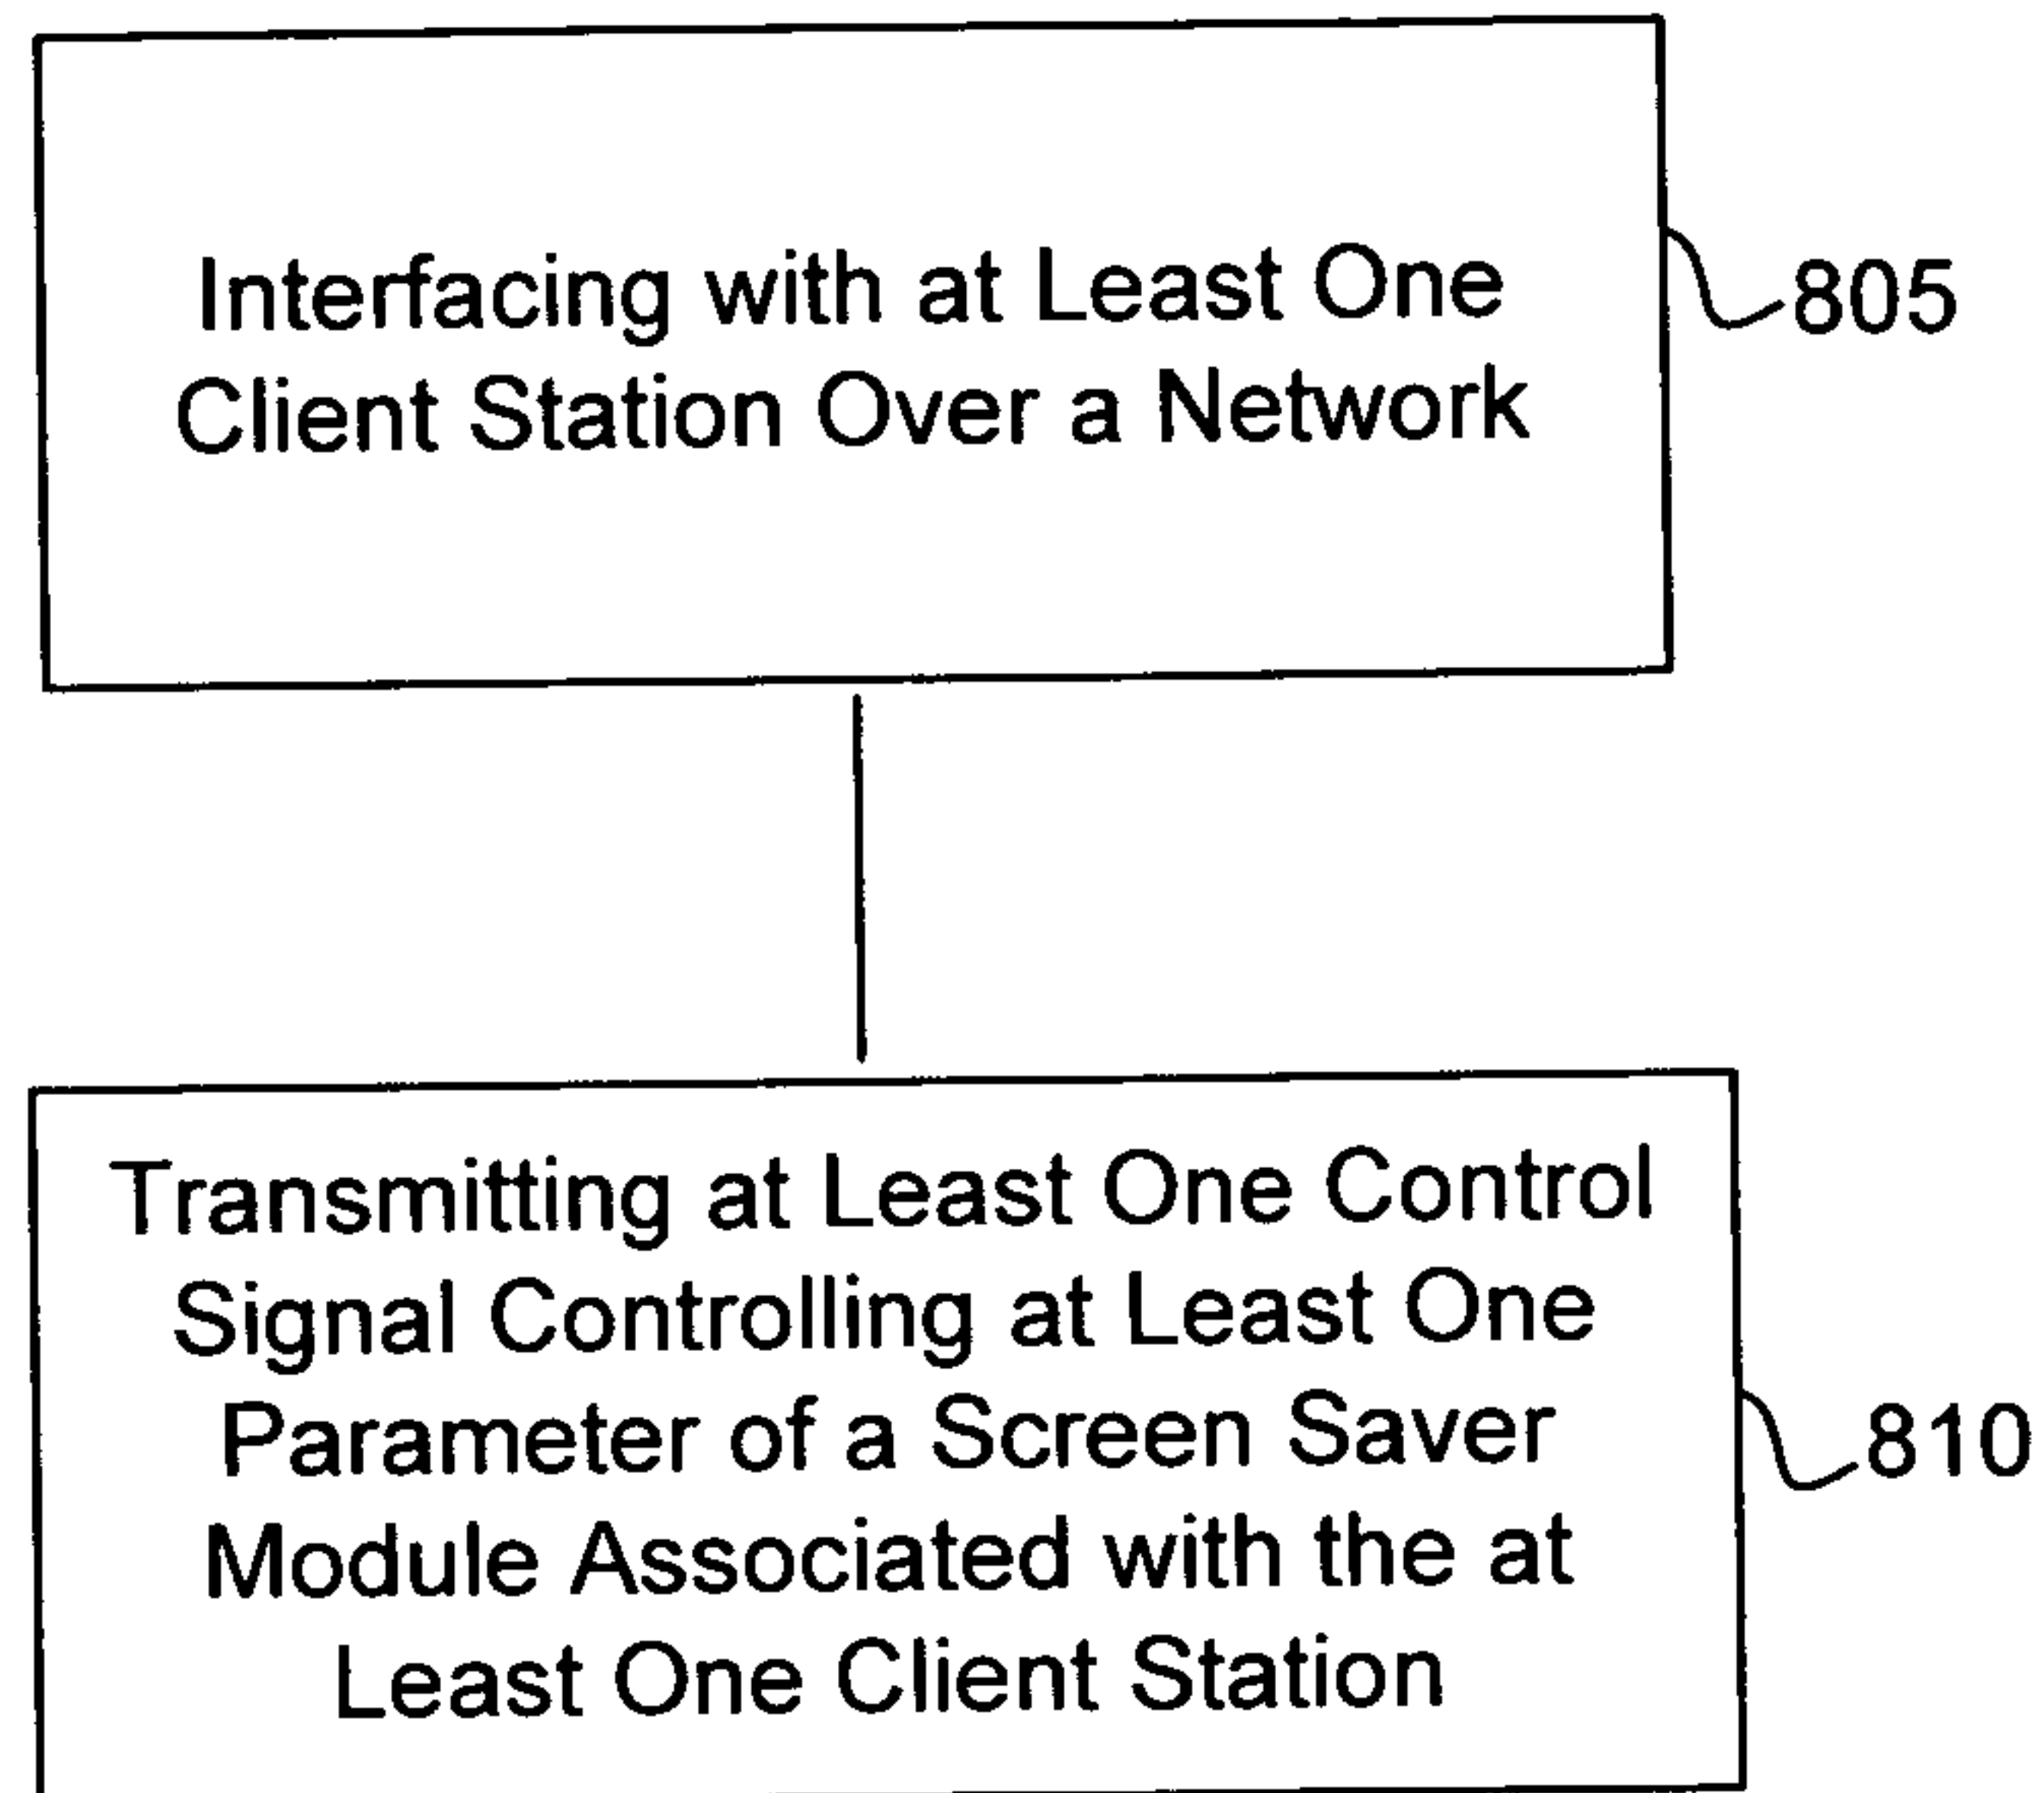 Interfacing with at Least One
Client Station Over a Network
805
Transmitting at Least One Control
Signal Controlling at Least One
Parameter of a Screen Saver
Module Associated with the at
Least One Client Station
810